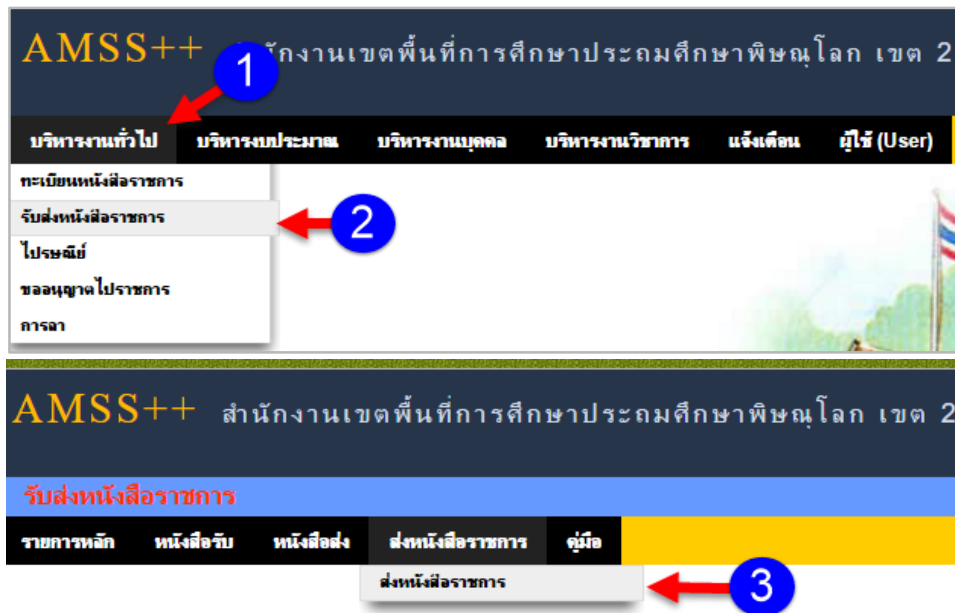 AMSS++ สำนักงานเขตพื้นที่การศึกษาประถมศึกษาพิษณุโลก เขต 2
1
บริหารงานทั่วไป บริหารงบประมาณ บริหารงานบุคคล บริหารงานวิชาการ แจ้งเตือน ผู้ใช้ (User)
ทะเบียนหนังสือราชการ
รับส่งหนังสือราชการ
2
ไปรษณีย์
ขออนุญาตไปราชการ
การลา
AMSS++ สำนักงานเขตพื้นที่การศึกษาประถมศึกษาพิษณุโลก เขต 2
รับส่งหนังสือราชการ
รายการหลัก หนังสือรับ หนังสือส่ง ส่งหนังสือราชการ คู่มือ
ส่งหนังสือราชการ
3